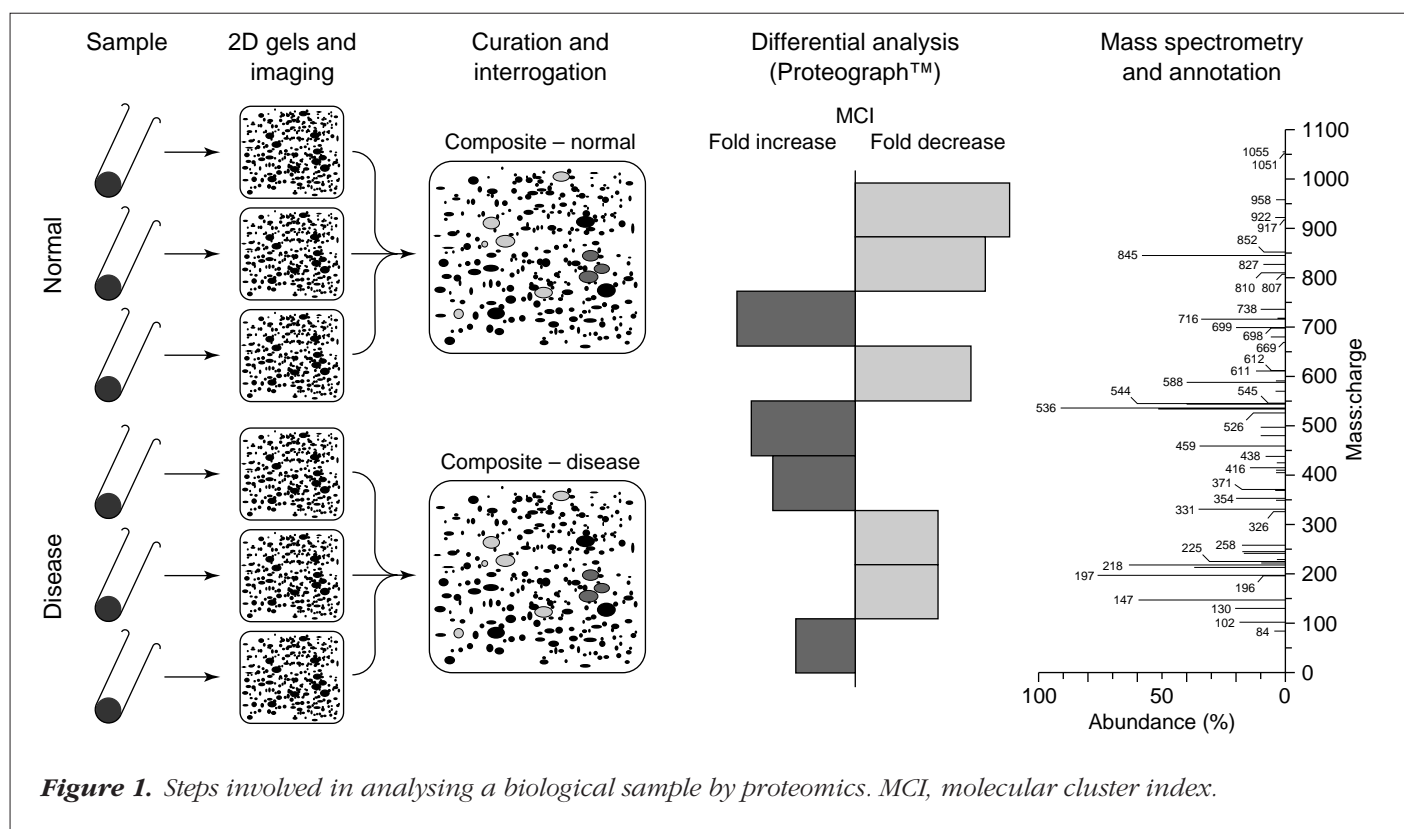 Sample
2D gels and
imaging
Curation and
interrogation
Differential analysis
(Proteograph™)
Mass spectrometry
and annotation
Normal
Disease
Composite – normal
Composite – disease
MCI
Fold increase
Fold decrease
1055
1051
958
922
917
852
845
827
810
807
738
716
699
698
669
612
611
588
544
545
536
526
459
438
416
371
354
331
326
258
225
218
197
196
147
130
102
84
1100
1000
900
800
700
600
500
400
300
200
100
0
Mass:charge
100
50
0
Abundance (%)
Figure 1. Steps involved in analysing a biological sample by proteomics. MCI, molecular cluster index.